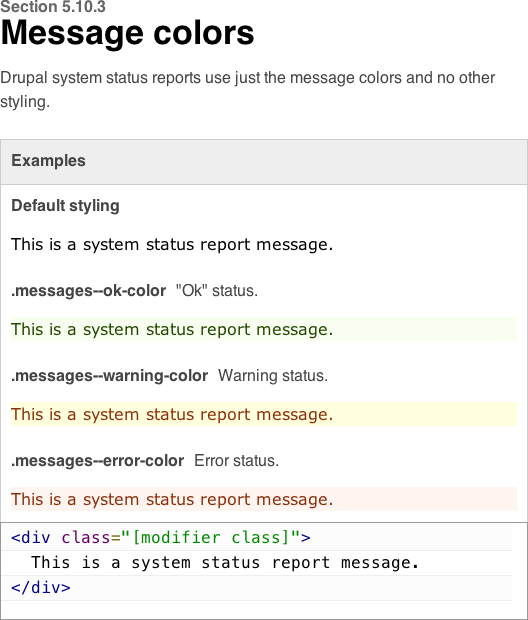 Section 5.10.3
Message colors
Drupal system status reports use just the message colors and no other
styling.
Examples
Default styling
This is a system status report message.
.messages--ok-color "Ok" status.
This is a system status report message.
.messages--warning-color Warning status.
This is a system status report message.
.messages--error-color Error status.
This is a system status report message.
<div class="[modifier class]">
  This is a system status report message.
</div>